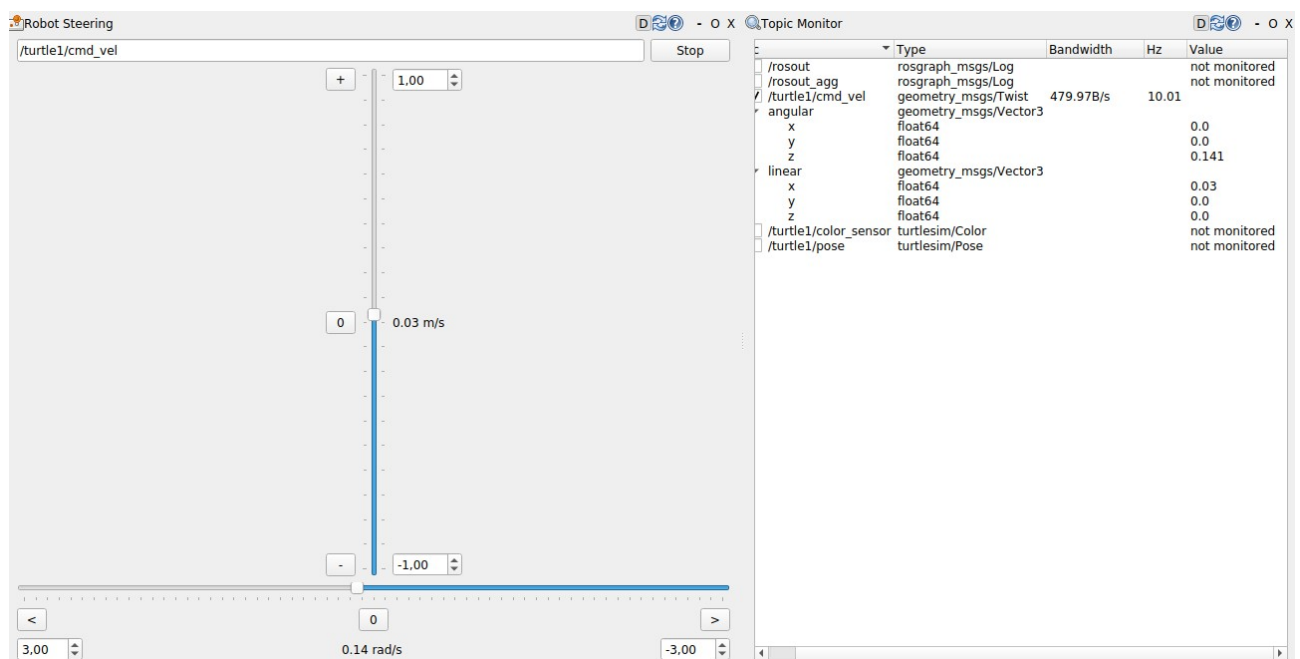 Robot Steering
D - O X
/turtle1/cmd_vel
Stop
+
1,00
0
0.03 m/s
-
-1,00
<
0
>
3,00
0.14 rad/s
-3,00
Topic Monitor
D - O X
Type Bandwidth Hz Value
/rosout rosgraph_msgs/Log not monitored
/rosout_agg rosgraph_msgs/Log not monitored
/turtle1/cmd_vel geometry_msgs/Twist 479.97B/s 10.01
angular geometry_msgs/Vector3
x float64 0.0
y float64 0.0
z float64 0.141
linear geometry_msgs/Vector3
x float64 0.03
y float64 0.0
z float64 0.0
/turtle1/color_sensor turtlesim/Color not monitored
/turtle1/pose turtlesim/Pose not monitored